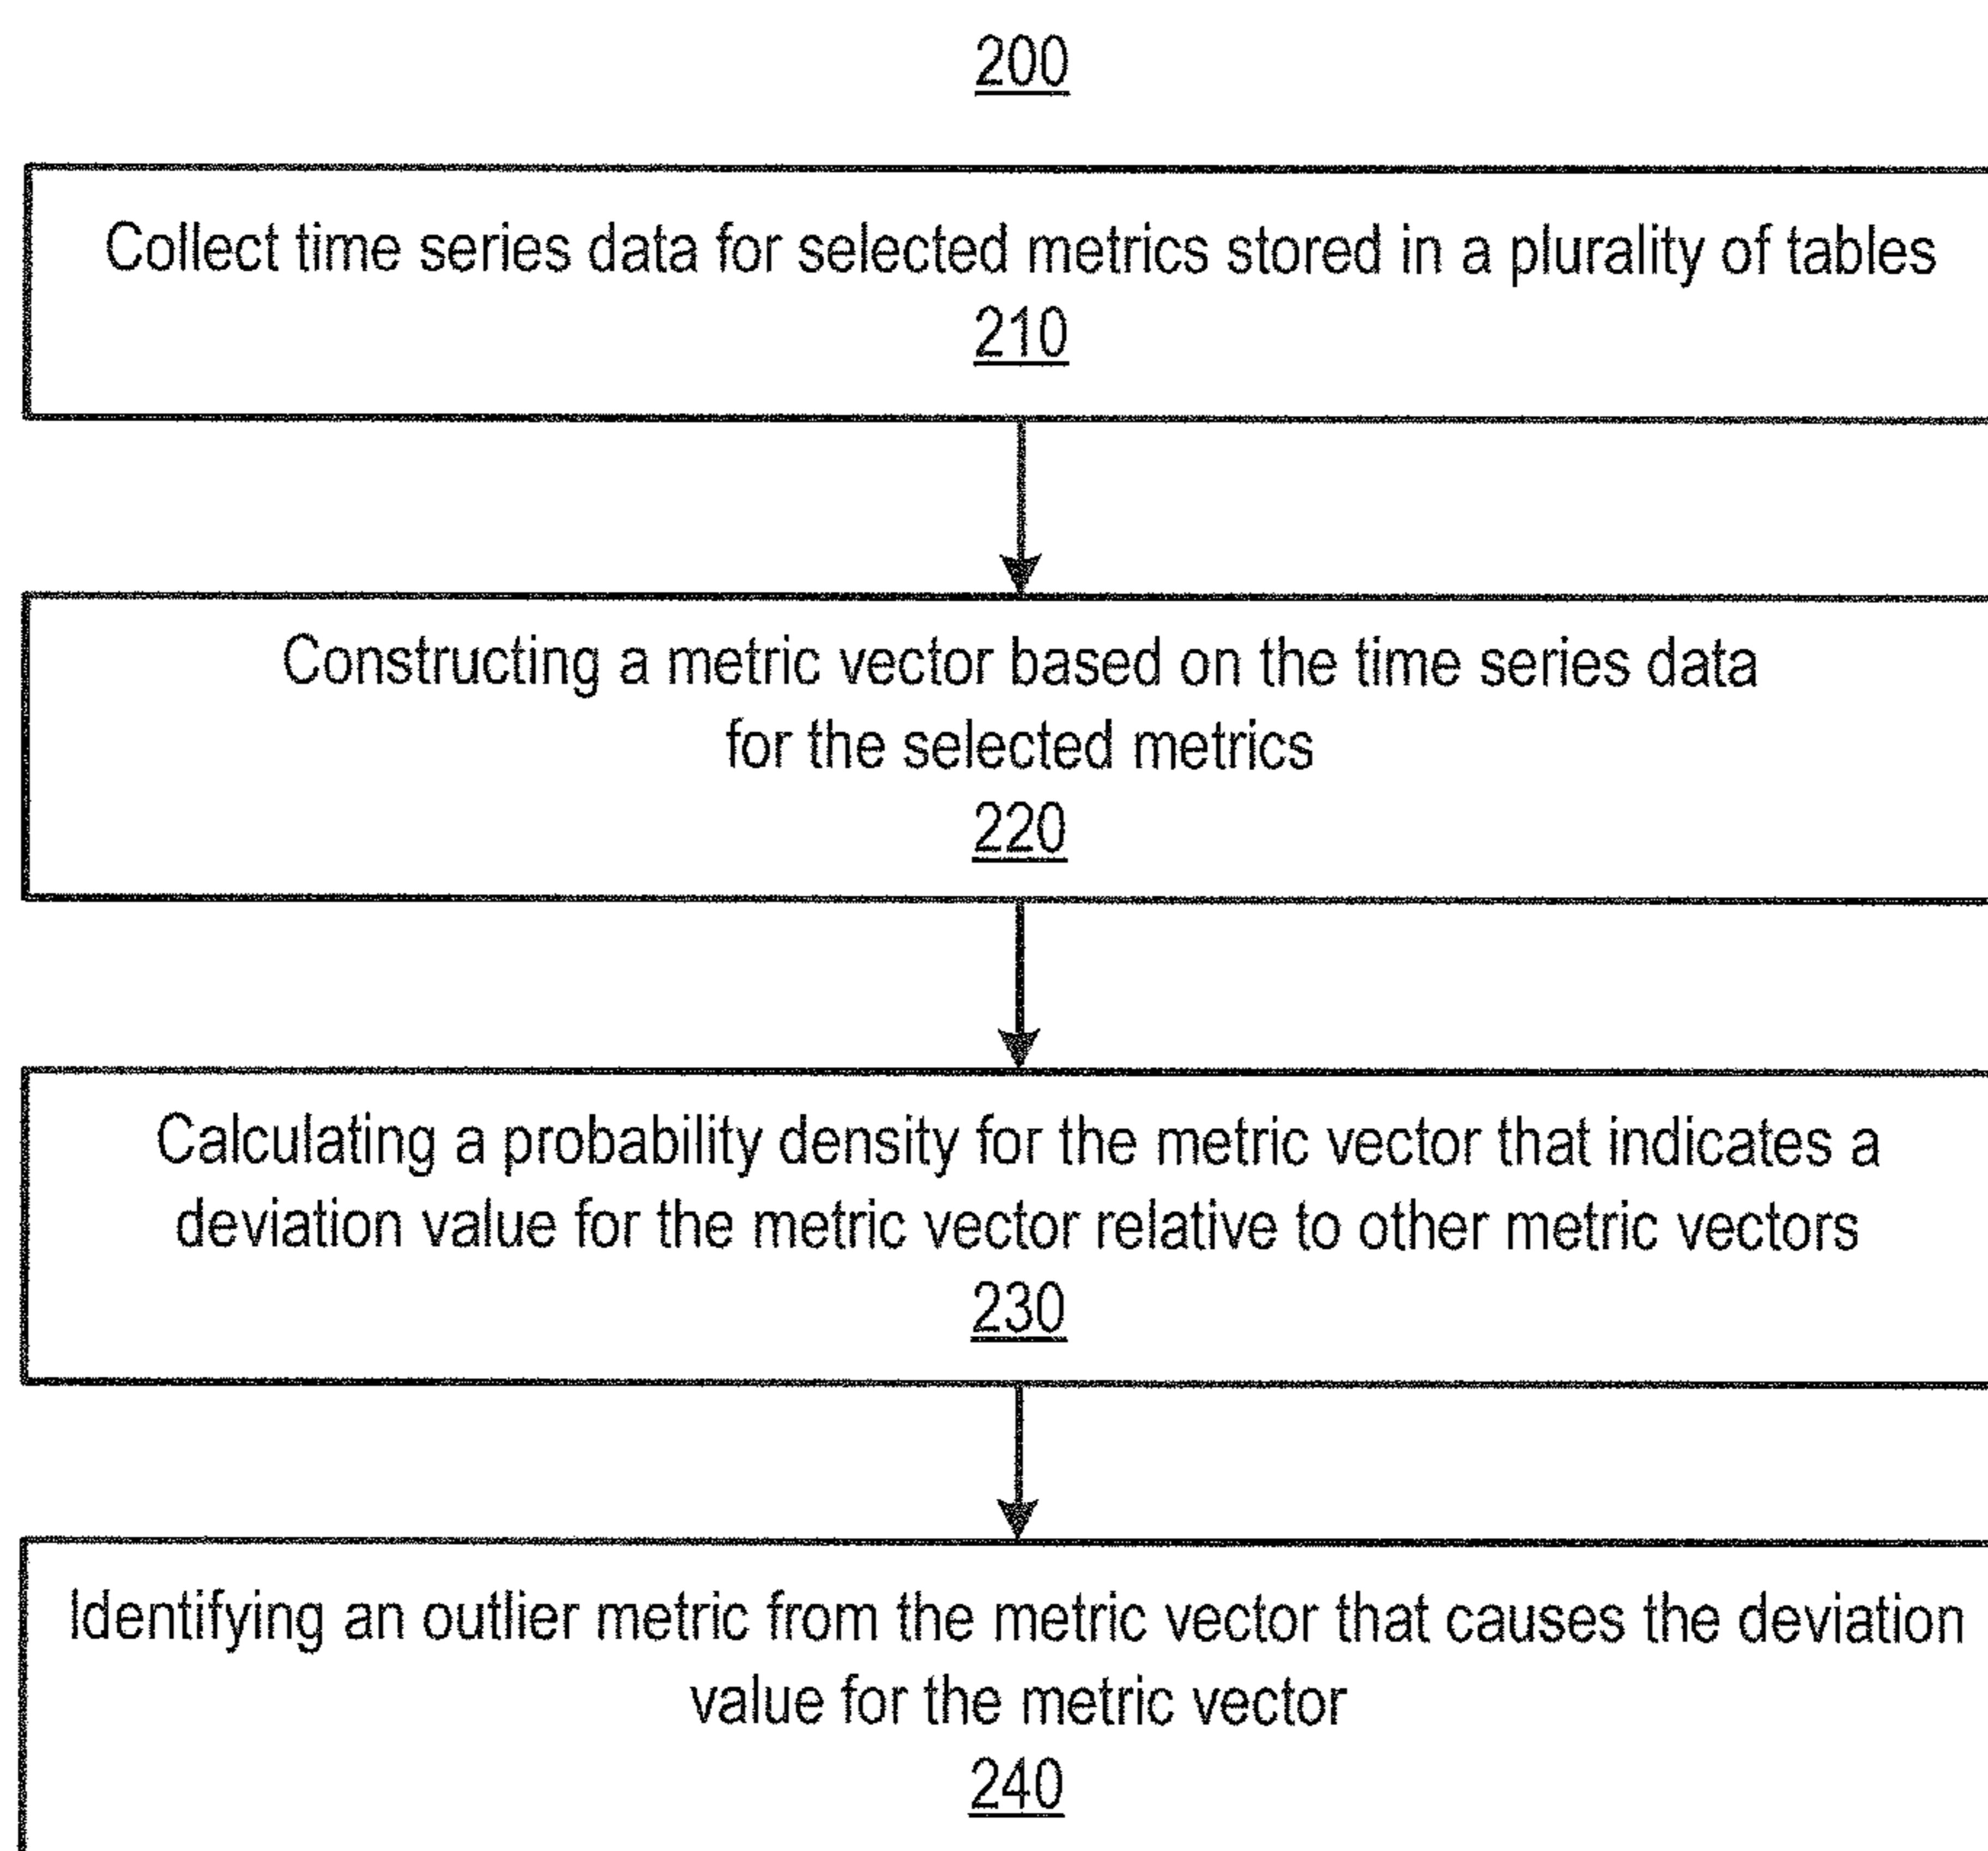 200
Collect time series data for selected metrics stored in a plurality of tables
210
Constructing a metric vector based on the time series data
for the selected metrics
220
Calculating a probability density for the metric vector that indicates a
deviation value for the metric vector relative to other metric vectors
230
Identifying an outlier metric from the metric vector that causes the deviation
value for the metric vector
240